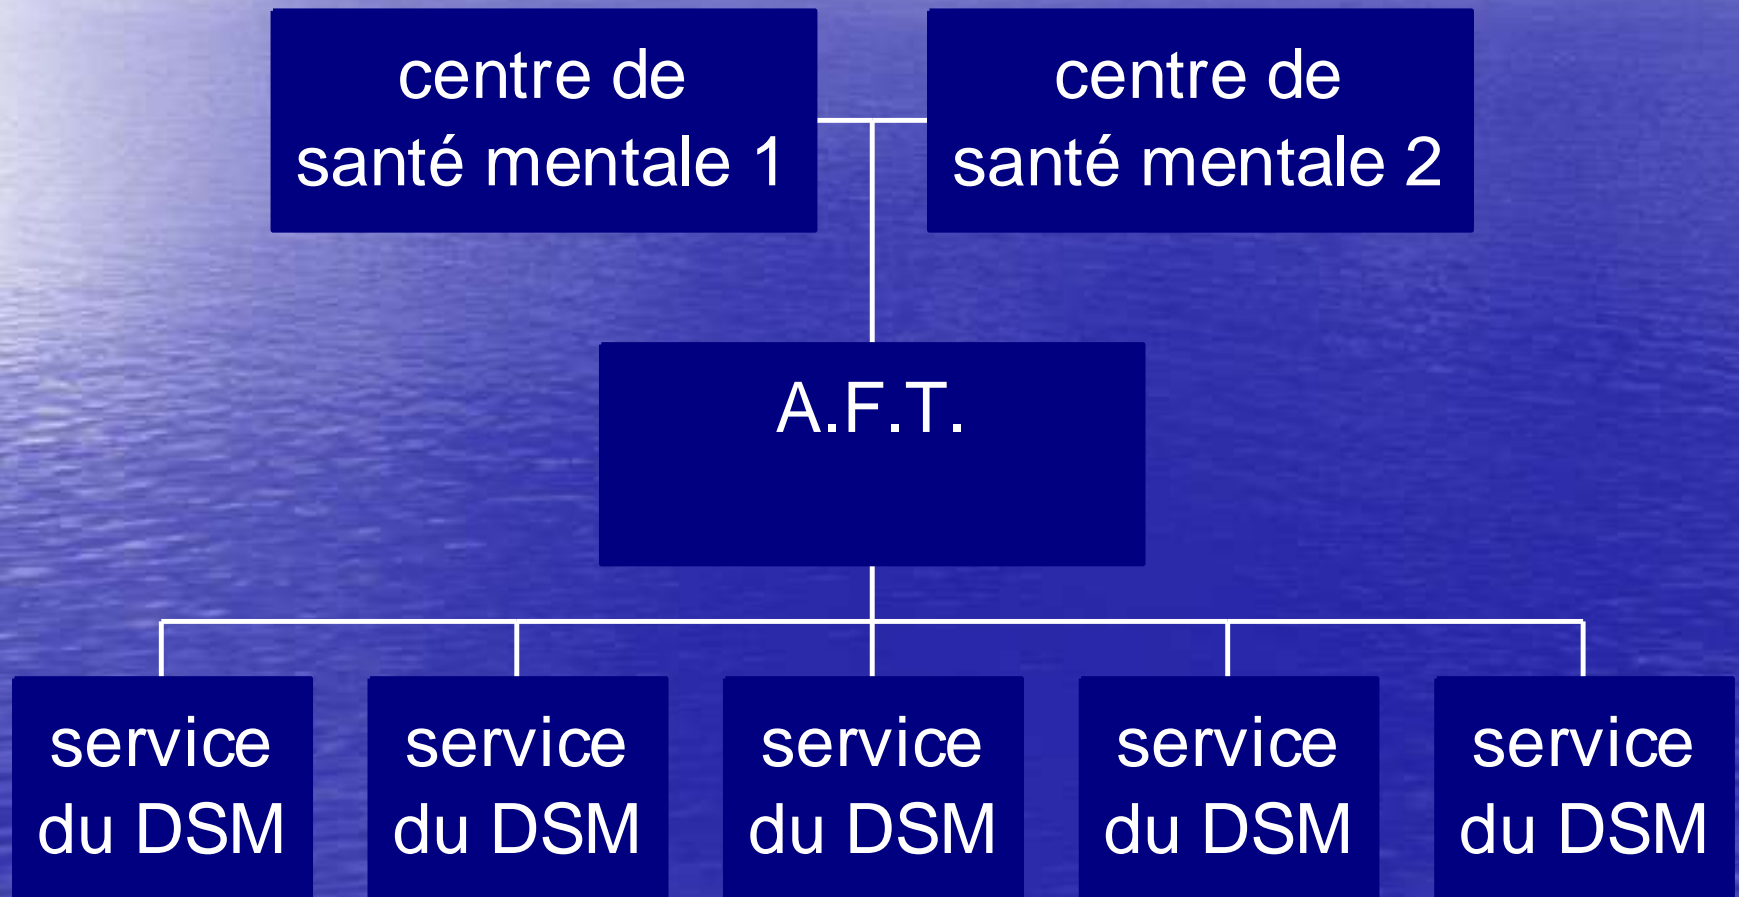 centre de
santé mentale 1
centre de
santé mentale 2
A.F.T.
service
du DSM
service
du DSM
service
du DSM
service
du DSM
service
du DSM